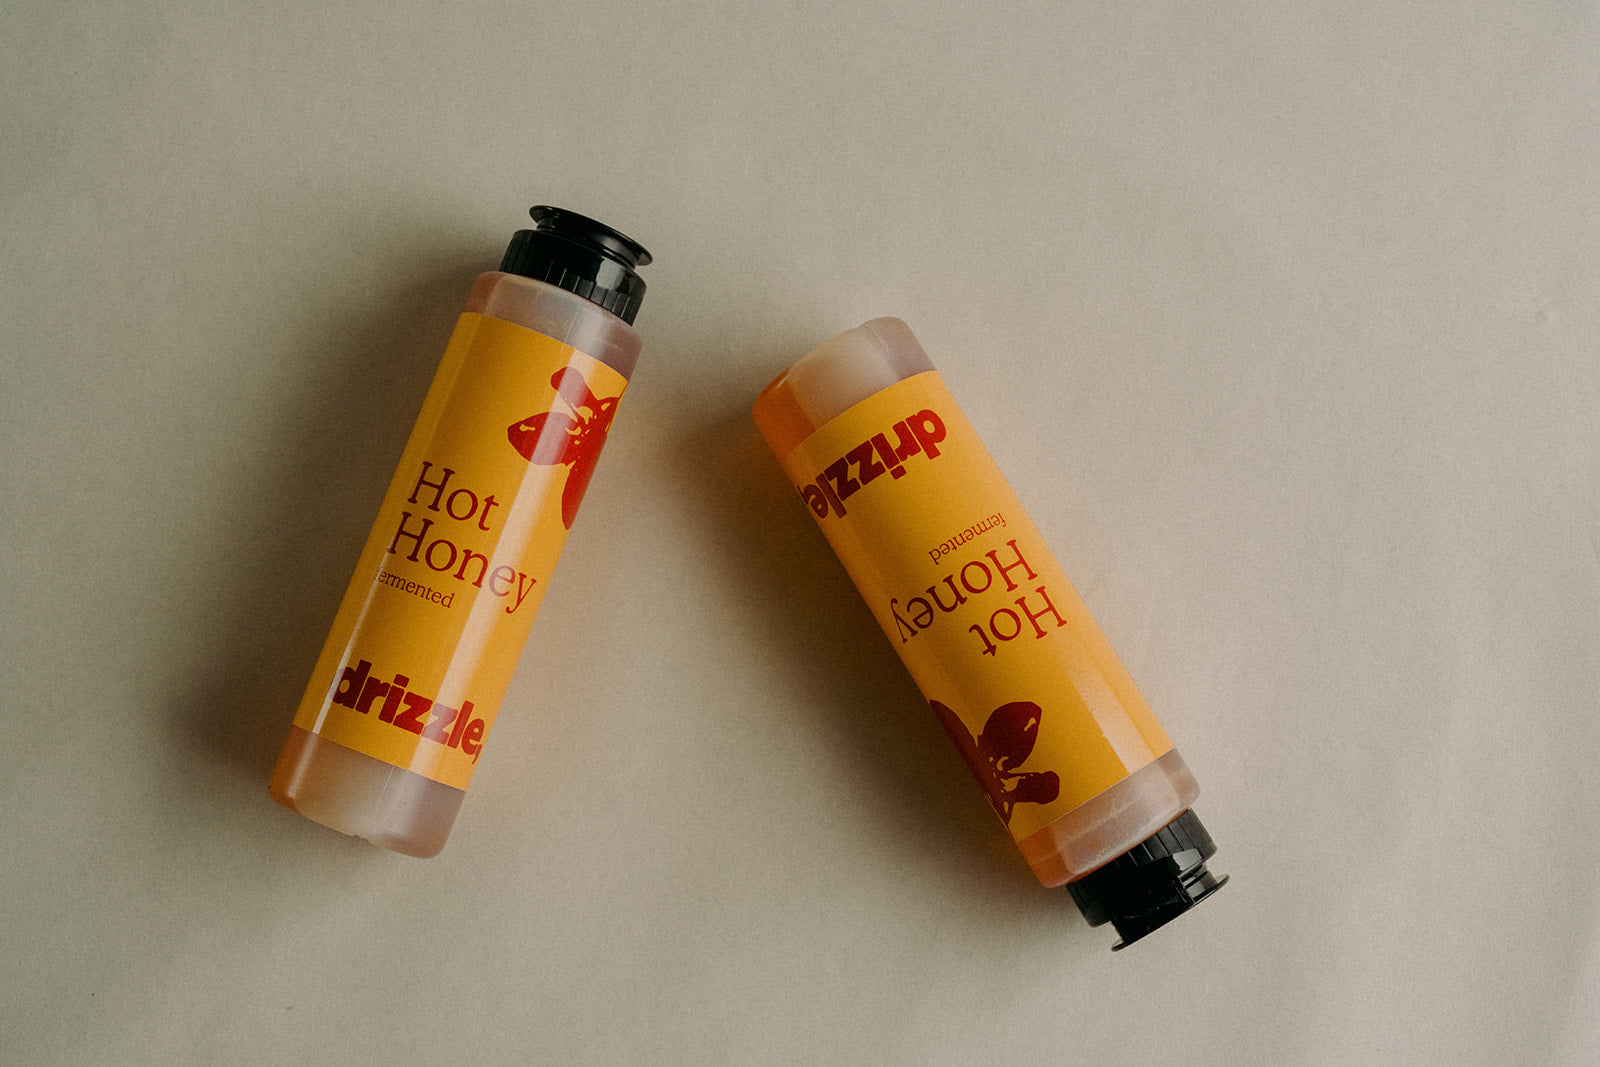 Hot
Honey
fermented
drizzle,
drizzle,
fermented
Hot
Honey